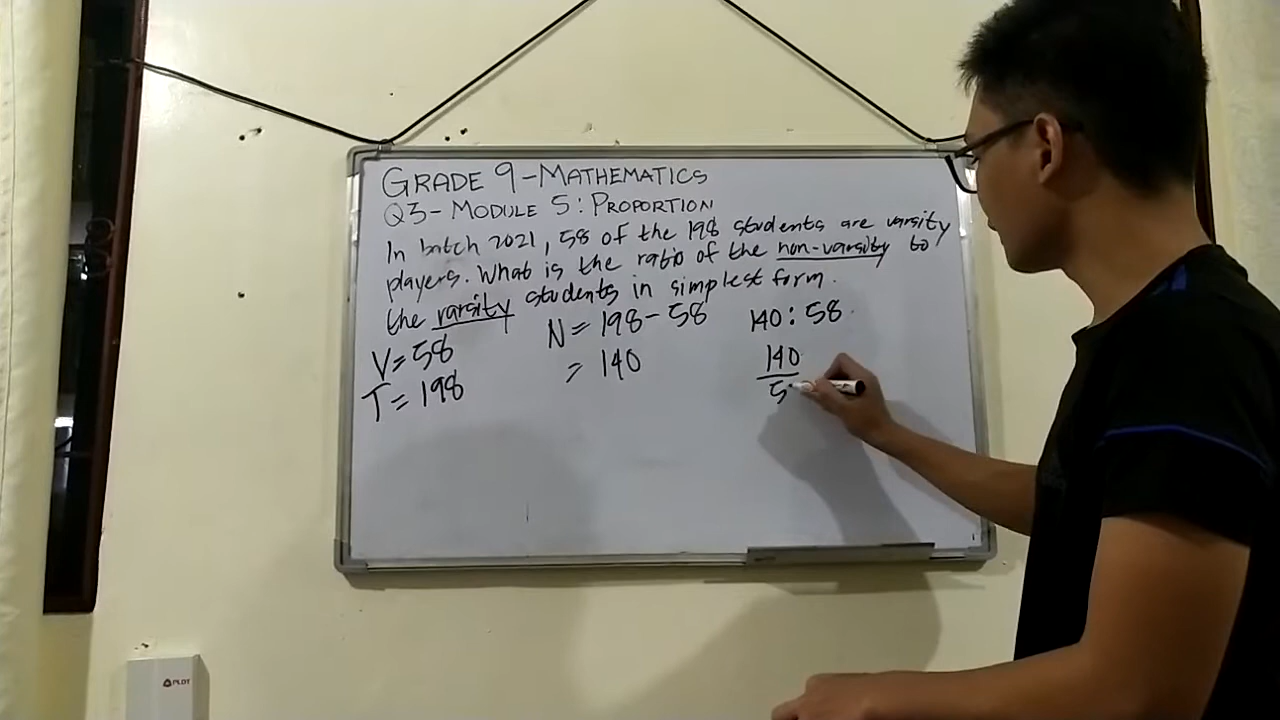 GRADE 9-MATHEMATICS
Q3-MODULE 5: PROPORTION
In batch 2021, 58 of the 198 students are varsity
players. What is the ratio of the non-varsity to
the varsity students in simplest form.
V=58
T=198
N=198-58
=140
140:58
140
5
PLDT